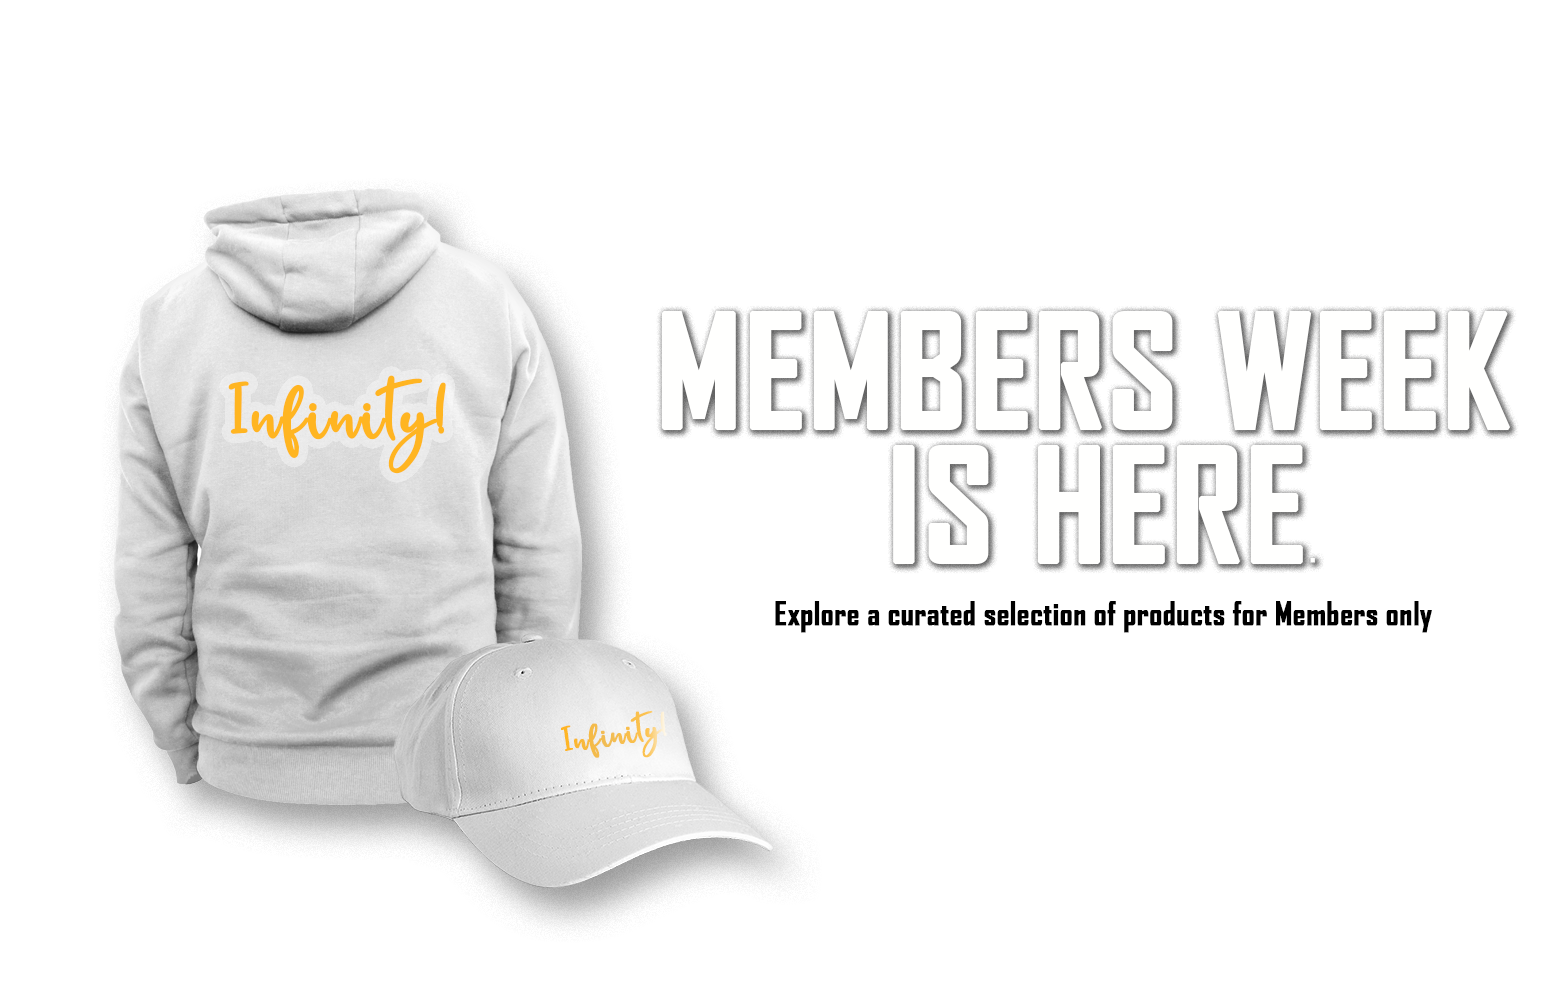 Infinity!
MEMBERS WEEK
IS HERE.
Explore a curated selection of products for Members only
Infinity!